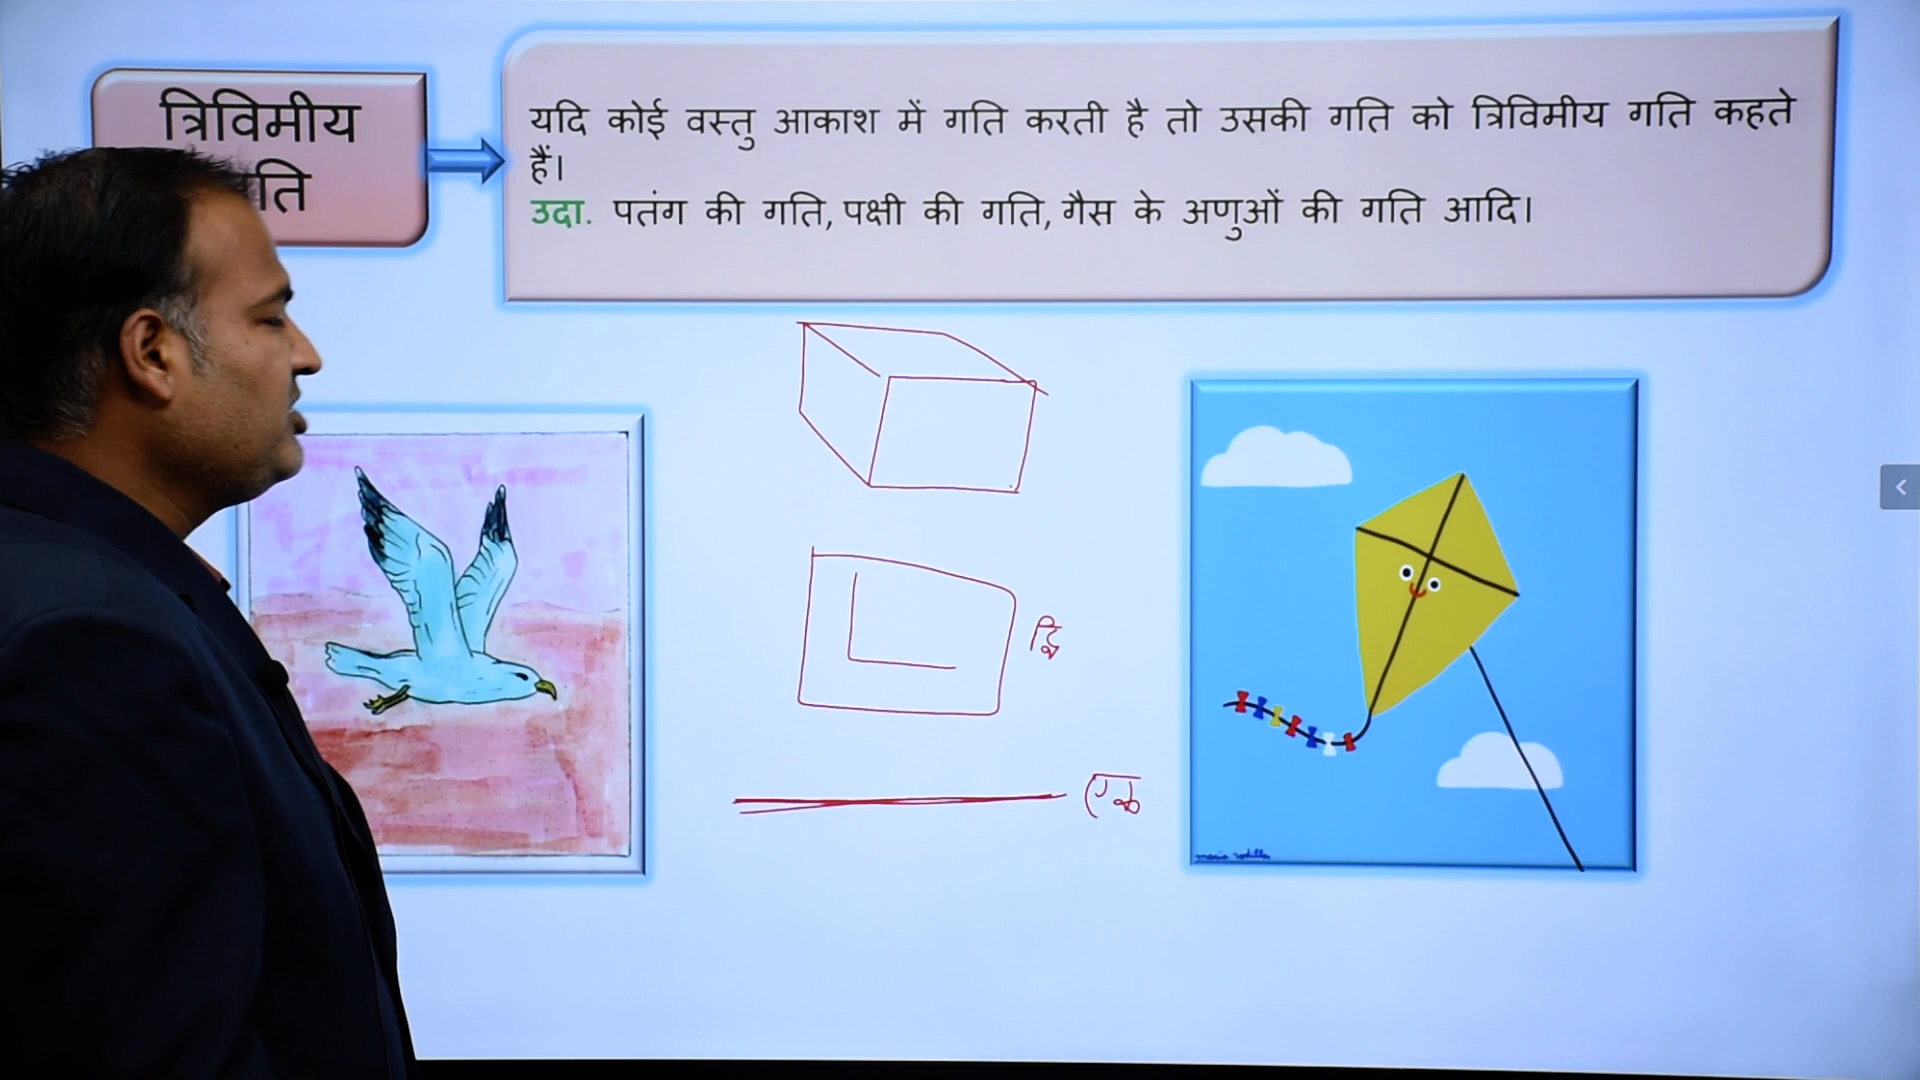 त्रिविमीय
ति
यदि कोई वस्तु आकाश में गति करती है तो उसकी गति को त्रिविमीय गति कहते
हैं।
उदा. पतंग की गति, पक्षी की गति, गैस के अणुओं की गति आदि।
द्वि
एक